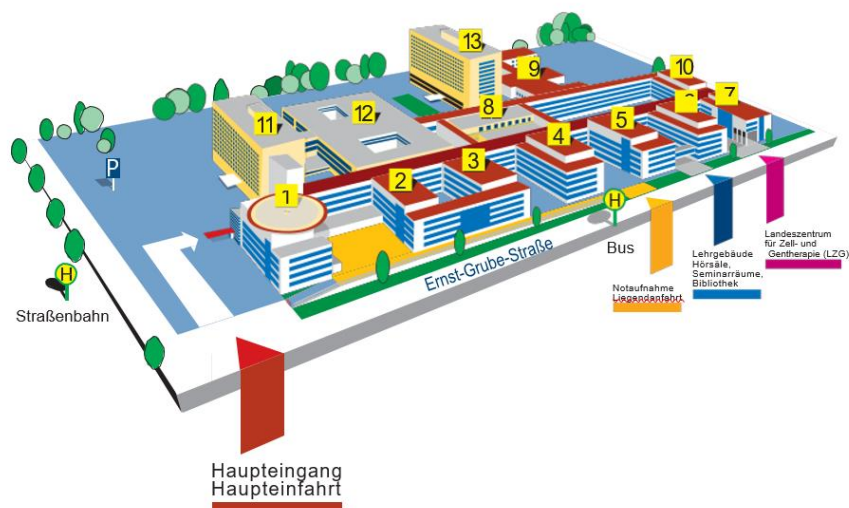 13
9
10
12
8
7
11
5
4
3
2
P
1
H
Ernst-Grube-Straße
Bus
H
Straßenbahn
Landeszentrum
für Zell- und
Gentherapie (LZG)
Lehrgebäude
Hörsäle,
Seminarräume,
Bibliothek
Notaufnahme
Liegendanfahrt
Haupteingang
Haupteinfahrt